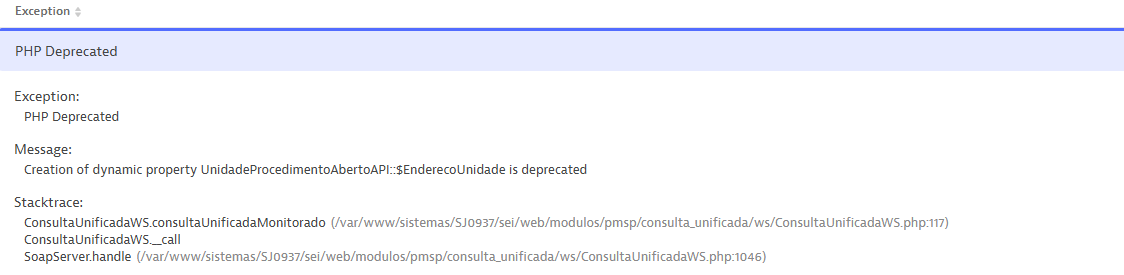 Exception
PHP Deprecated
Exception:
PHP Deprecated
Message:
Creation of dynamic property UnidadeProcedimentoAbertoAPI::$EnderecoUnidade is deprecated
Stacktrace:
ConsultaUnificadaWS.consultaUnificadaMonitorado (/var/www/sistemas/SJ0937/sei/web/modulos/pmsp/consulta_unificada/ws/ConsultaUnificadaWS.php:117)
ConsultaUnificadaWS.__call
SoapServer.handle (/var/www/sistemas/SJ0937/sei/web/modulos/pmsp/consulta_unificada/ws/ConsultaUnificadaWS.php:1046)